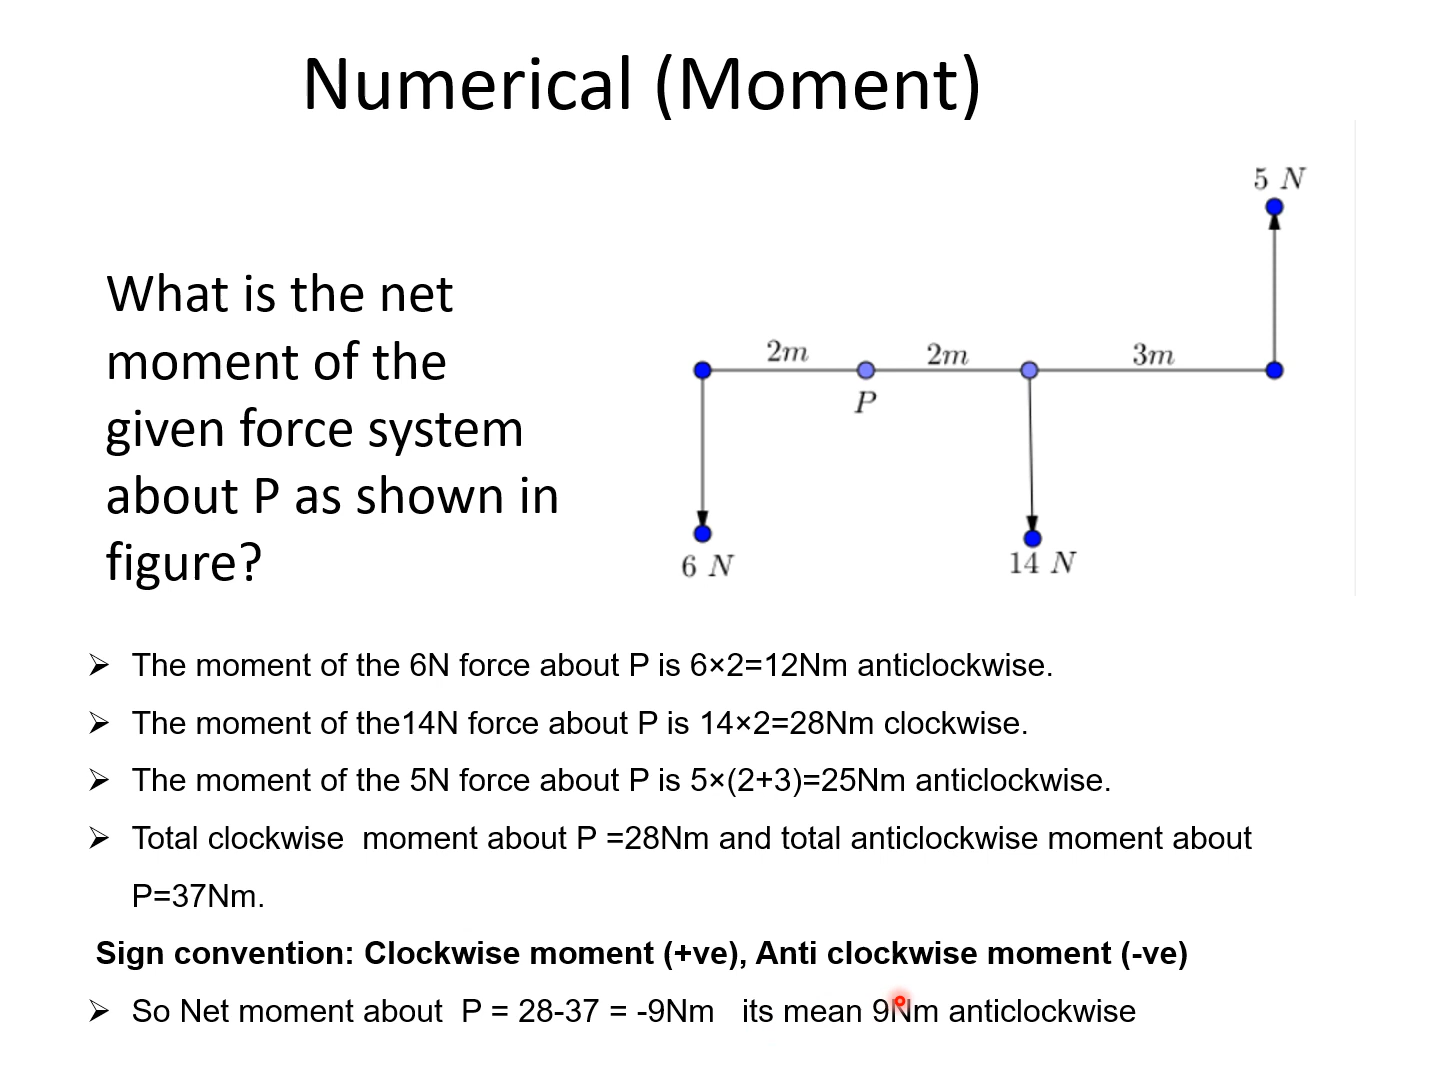 Numerical (Moment)
5 N
What is the net
moment of the
given force system
about P as shown in
figure?
2m 2m 3m
P
6 N 14 N
➢ The moment of the 6N force about P is 6×2=12Nm anticlockwise.
➢ The moment of the14N force about P is 14×2=28Nm clockwise.
➢ The moment of the 5N force about P is 5×(2+3)=25Nm anticlockwise.
➢ Total clockwise  moment about P =28Nm and total anticlockwise moment about
P=37Nm.
Sign convention: Clockwise moment (+ve), Anti clockwise moment (-ve)
➢ So Net moment about  P = 28-37 = -9Nm   its mean 9Nm anticlockwise